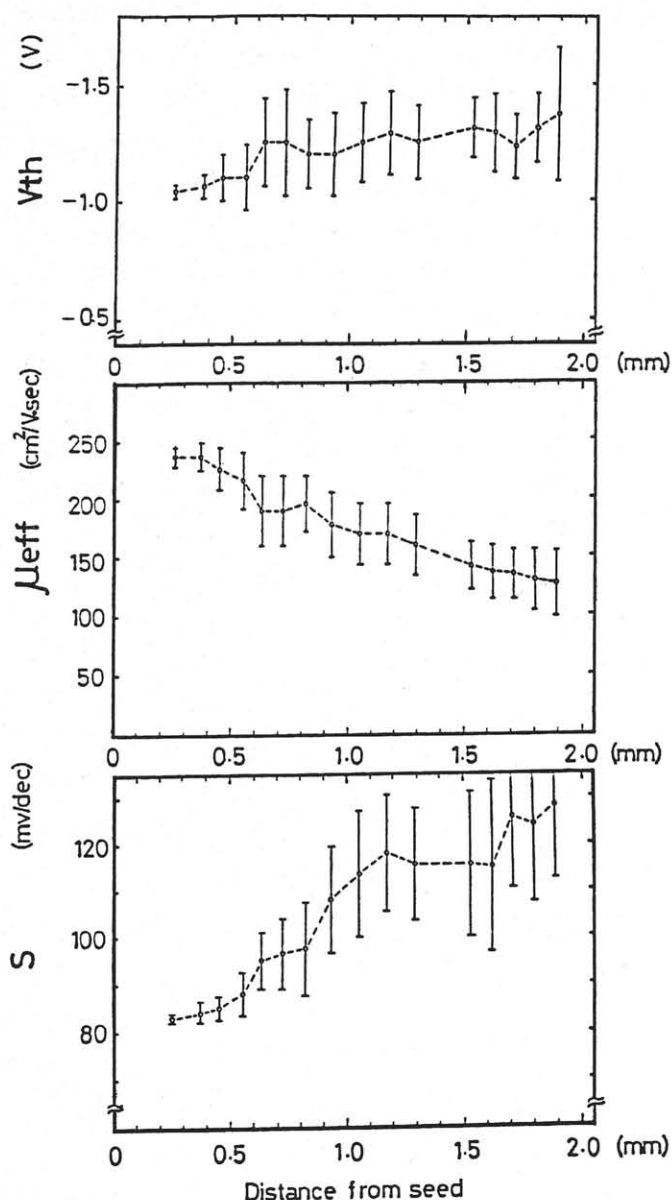 Vth (V)
−1.5
−1.0
−0.5
0 0.5 1.0 1.5 2.0 (mm)
μeff (cm²/V.sec)
250
200
150
100
50
0 0.5 1.0 1.5 2.0 (mm)
S (mv/dec)
120
100
80
0 0.5 1.0 1.5 2.0 (mm)
Distance from seed